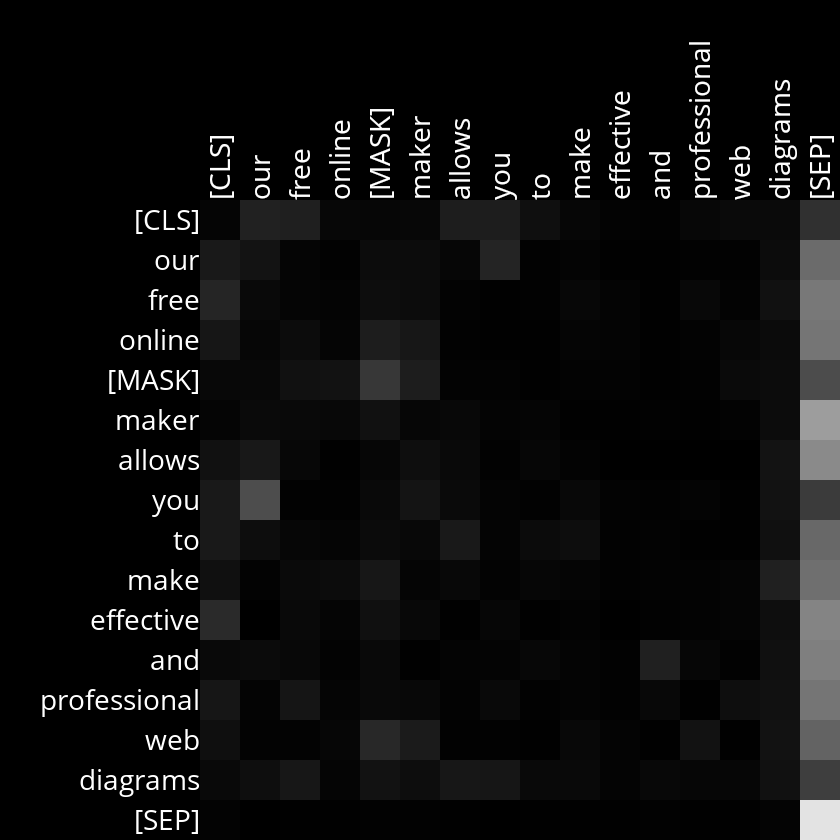 [CLS] our free online [MASK] maker allows you to make effective and professional web diagrams [SEP]
[CLS]
our
free
online
[MASK]
maker
allows
you
to
make
effective
and
professional
web
diagrams
[SEP]